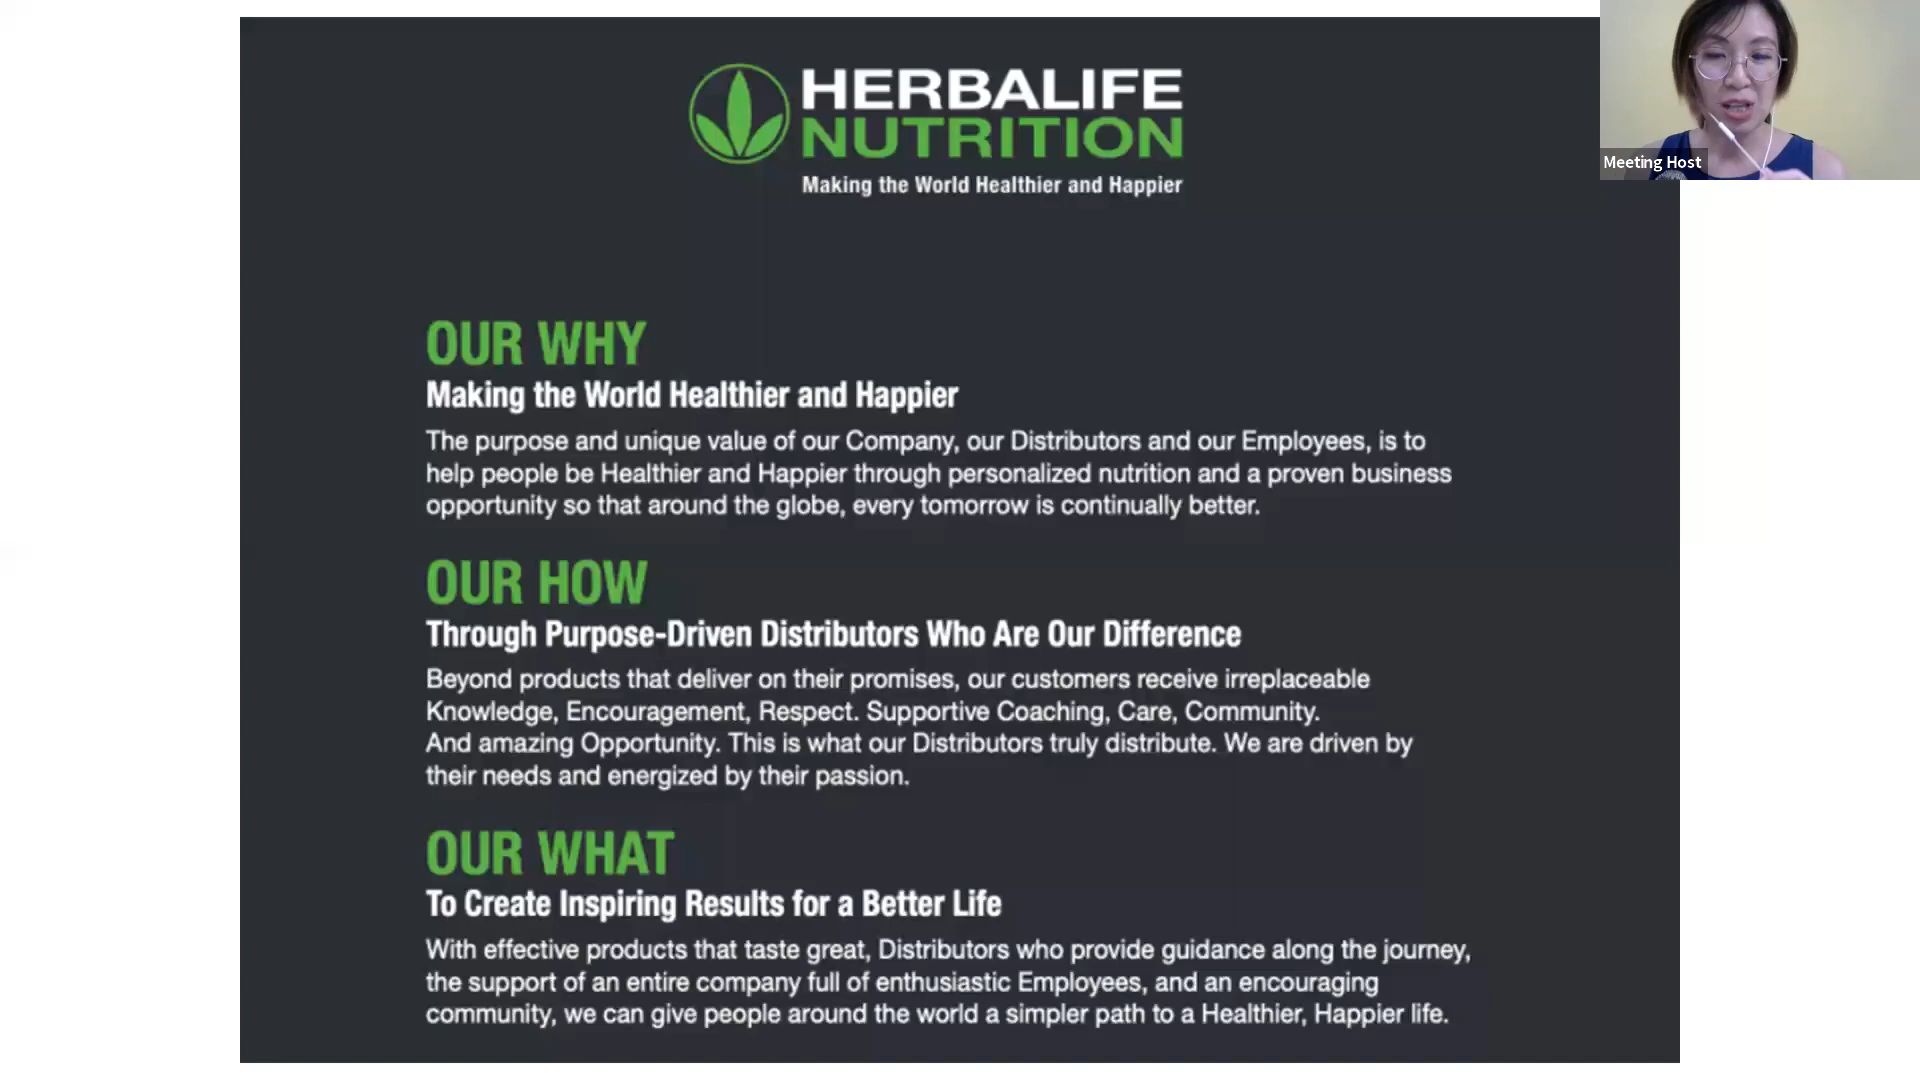 HERBALIFE
NUTRITION
Making the World Healthier and Happier
Meeting Host
OUR WHY
Making the World Healthier and Happier
The purpose and unique value of our Company, our Distributors and our Employees, is to
help people be Healthier and Happier through personalized nutrition and a proven business
opportunity so that around the globe, every tomorrow is continually better.
OUR HOW
Through Purpose-Driven Distributors Who Are Our Difference
Beyond products that deliver on their promises, our customers receive irreplaceable
Knowledge, Encouragement, Respect. Supportive Coaching, Care, Community.
And amazing Opportunity. This is what our Distributors truly distribute. We are driven by
their needs and energized by their passion.
OUR WHAT
To Create Inspiring Results for a Better Life
With effective products that taste great, Distributors who provide guidance along the journey,
the support of an entire company full of enthusiastic Employees, and an encouraging
community, we can give people around the world a simpler path to a Healthier, Happier life.